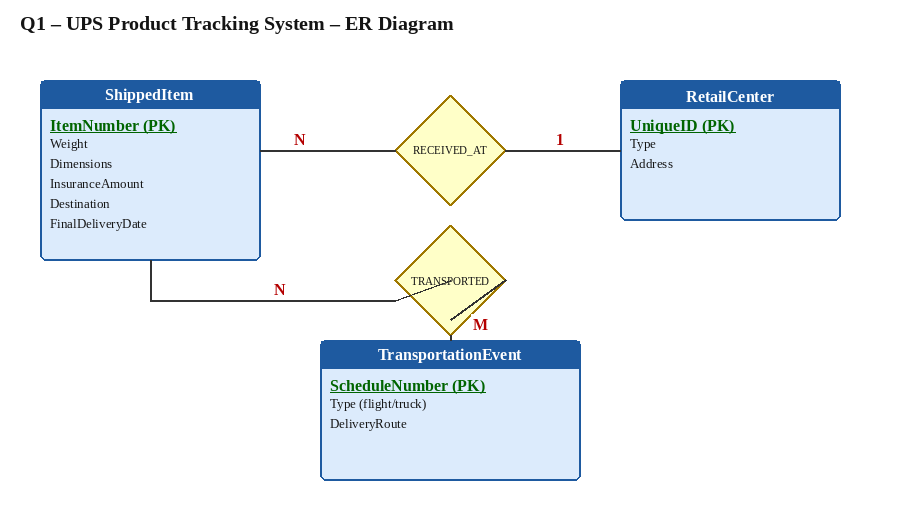 Q1 – UPS Product Tracking System – ER Diagram
ShippedItem
ItemNumber (PK)
Weight
Dimensions
InsuranceAmount
Destination
FinalDeliveryDate
N
RECEIVED_AT
1
RetailCenter
UniqueID (PK)
Type
Address
N
TRANSPORTED
M
TransportationEvent
ScheduleNumber (PK)
Type (flight/truck)
DeliveryRoute